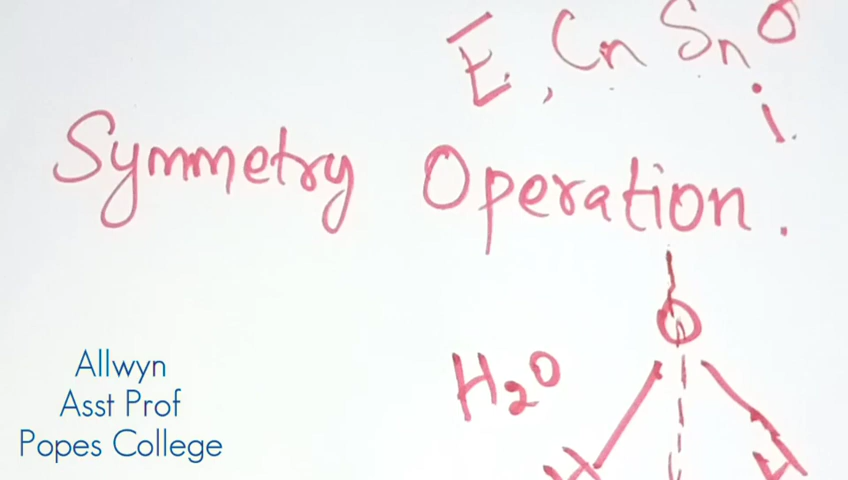 E, Cn Sn σ
i.
Symmetry Operation.
O
H₂O
H H
Allwyn
Asst Prof
Popes College